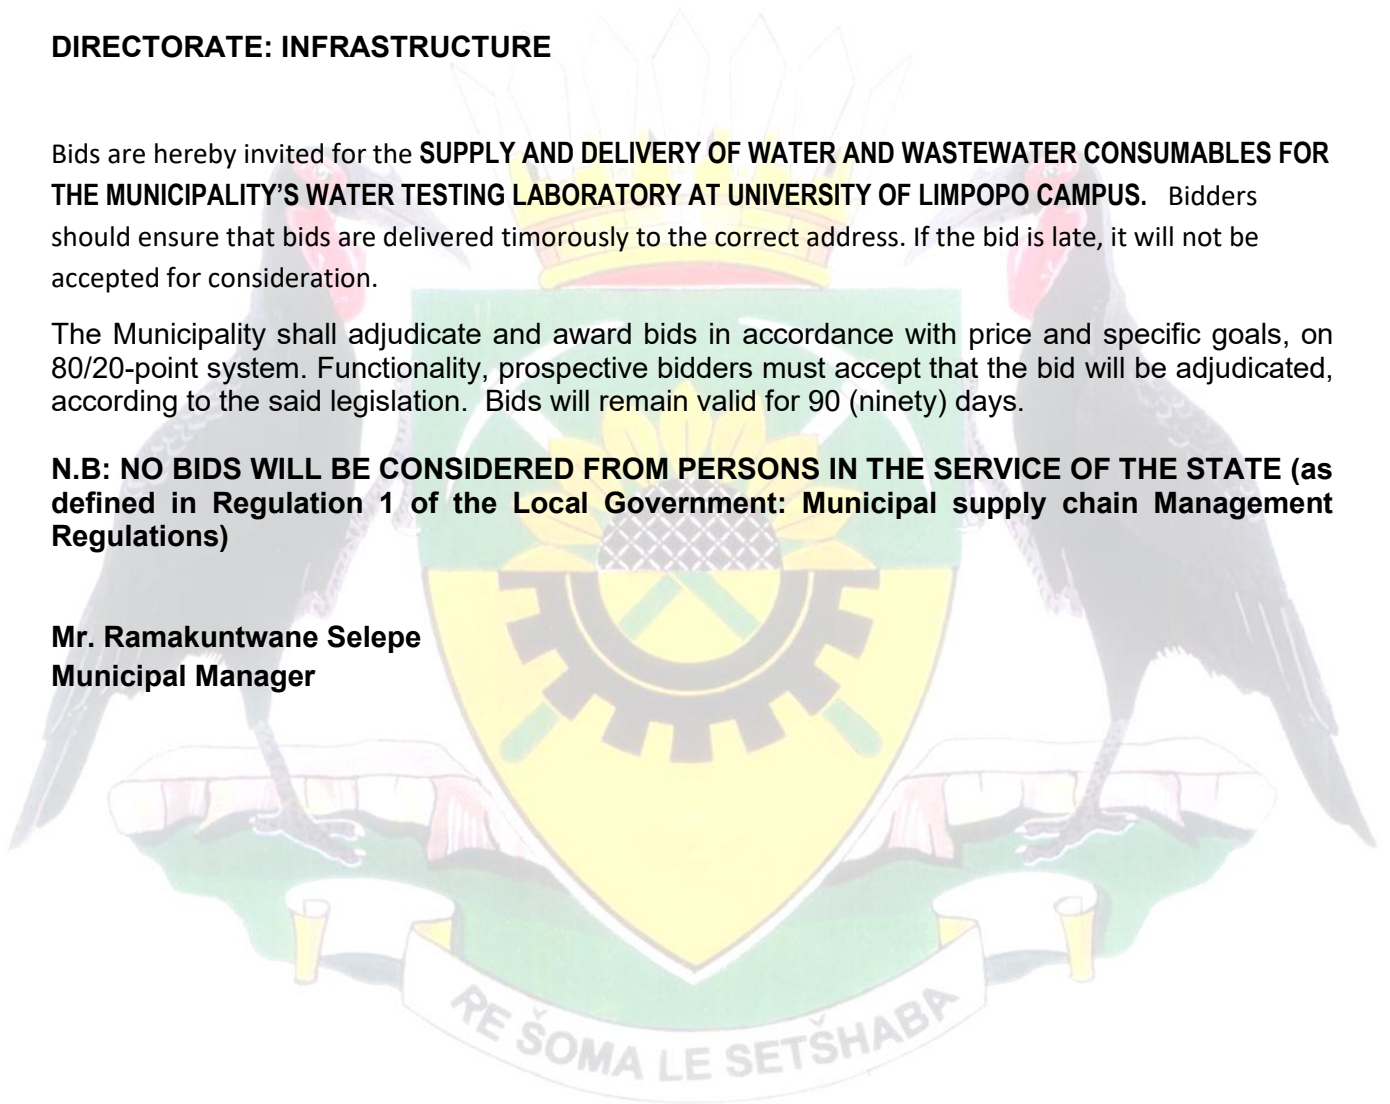 DIRECTORATE: INFRASTRUCTURE
Bids are hereby invited for the SUPPLY AND DELIVERY OF WATER AND WASTEWATER CONSUMABLES FOR
THE MUNICIPALITY’S WATER TESTING LABORATORY AT UNIVERSITY OF LIMPOPO CAMPUS. Bidders
should ensure that bids are delivered timorously to the correct address. If the bid is late, it will not be
accepted for consideration.
The Municipality shall adjudicate and award bids in accordance with price and specific goals, on
80/20-point system. Functionality, prospective bidders must accept that the bid will be adjudicated,
according to the said legislation. Bids will remain valid for 90 (ninety) days.
N.B: NO BIDS WILL BE CONSIDERED FROM PERSONS IN THE SERVICE OF THE STATE (as
defined in Regulation 1 of the Local Government: Municipal supply chain Management
Regulations)
Mr. Ramakuntwane Selepe
Municipal Manager
RE ŠOMA LE SETŠHABA